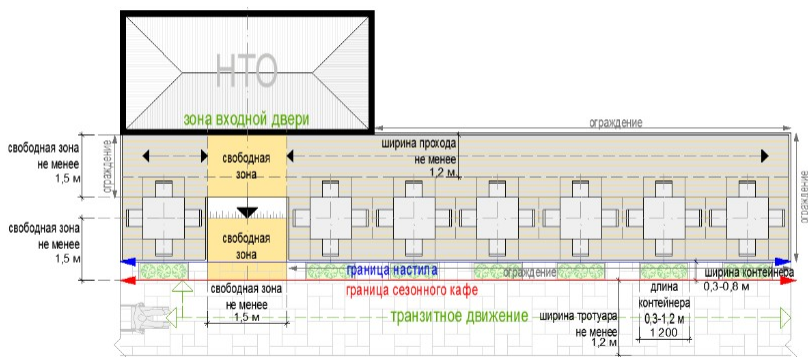 НТО
зона входной двери
ограждение
свободная зона
не менее
1,5 м
ограждение
свободная
зона
ширина прохода
не менее
1,2 м
ограждение
свободная зона
не менее
1,5 м
свободная
зона
граница настила
ограждение
ширина контейнера
0,3-0,8 м
свободная зона
не менее
1,5 м
граница сезонного кафе
длина
контейнера
0,3-1,2 м
1 200
транзитное движение
ширина тротуара
не менее
1,2 м